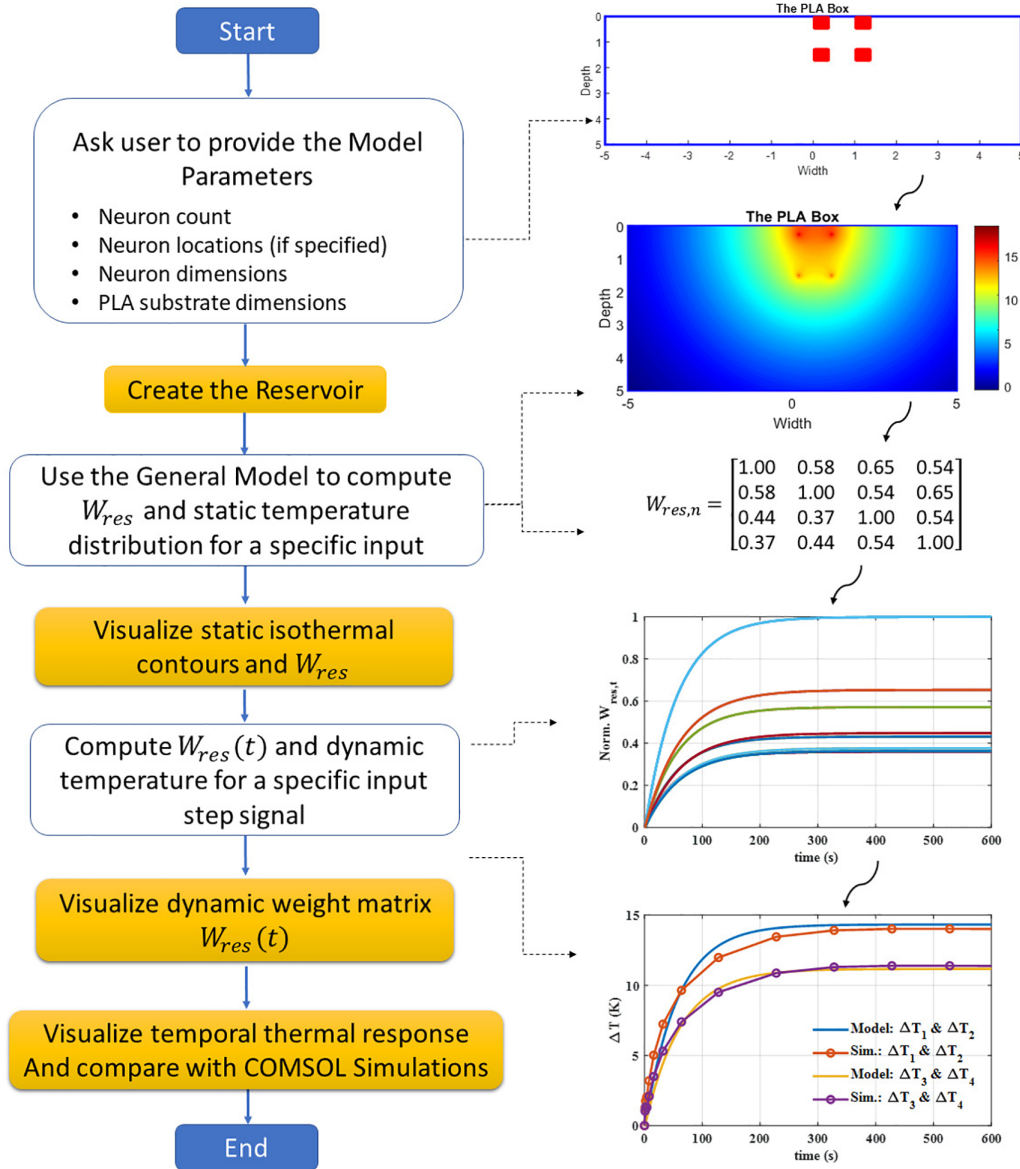 Start
Ask user to provide the Model
Parameters
• Neuron count
• Neuron locations (if specified)
• Neuron dimensions
• PLA substrate dimensions
Create the Reservoir
Use the General Model to compute
W_res and static temperature
distribution for a specific input
Visualize static isothermal
contours and W_res
Compute W_res(t) and dynamic
temperature for a specific input
step signal
Visualize dynamic weight matrix
W_res(t)
Visualize temporal thermal response
And compare with COMSOL Simulations
End
The PLA Box
0
1
2
3
4
5
Depth
-5 -4 -3 -2 -1 0 1 2 3 4 5
Width
The PLA Box
0
1
2
3
4
5
Depth
-5 0 5
Width
15
10
5
0
W_res,n =
1.00 0.58 0.65 0.54
0.58 1.00 0.54 0.65
0.44 0.37 1.00 0.54
0.37 0.44 0.54 1.00
1
0.8
0.6
0.4
0.2
0
Norm. W_res,t
0 100 200 300 400 500 600
time (s)
15
10
5
0
Δ T (K)
Model: ΔT_1 & ΔT_2
Sim.: ΔT_1 & ΔT_2
Model: ΔT_3 & ΔT_4
Sim.: ΔT_3 & ΔT_4
0 100 200 300 400 500 600
time (s)